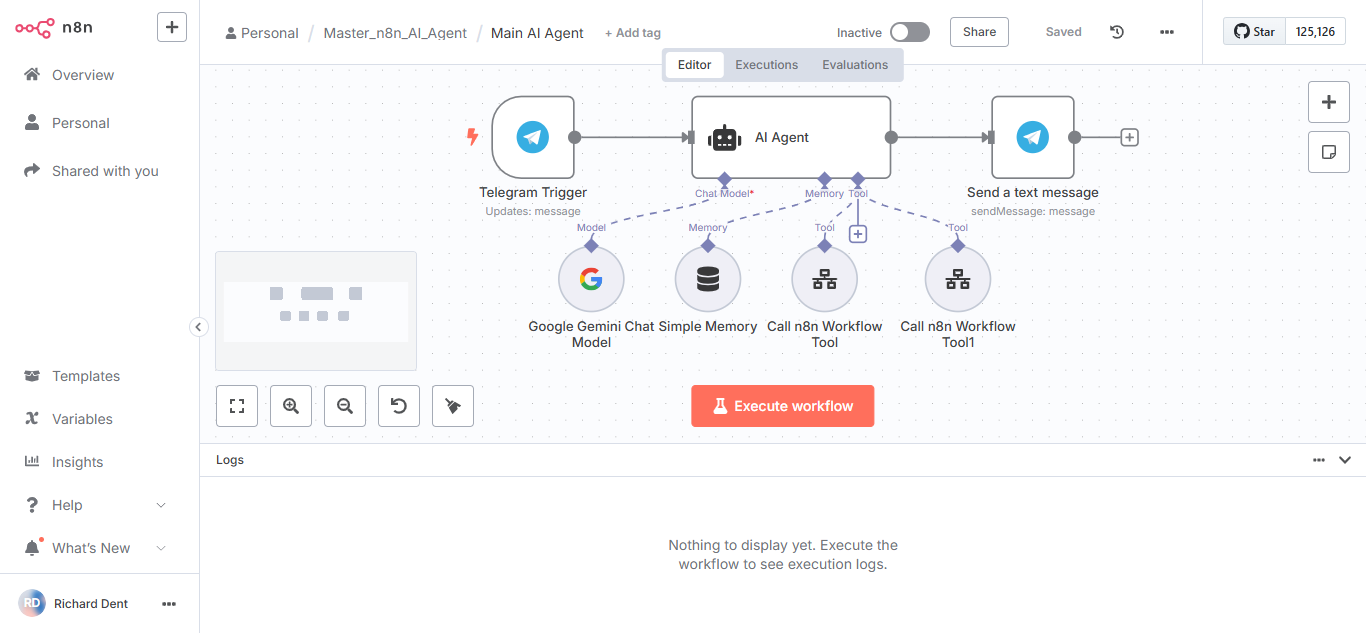 n8n
Personal / Master_n8n_AI_Agent / Main AI Agent + Add tag
Inactive
Share
Saved
Star 125,126
Overview
Personal
Shared with you
Templates
Variables
Insights
Help
What's New
RD Richard Dent
Editor Executions Evaluations
AI Agent
Telegram Trigger
Updates: message
Send a text message
sendMessage: message
Chat Model* Memory Tool
Model Memory Tool Tool
Google Gemini Chat
Model
Simple Memory
Call n8n Workflow
Tool
Call n8n Workflow
Tool1
Execute workflow
Logs
Nothing to display yet. Execute the
workflow to see execution logs.